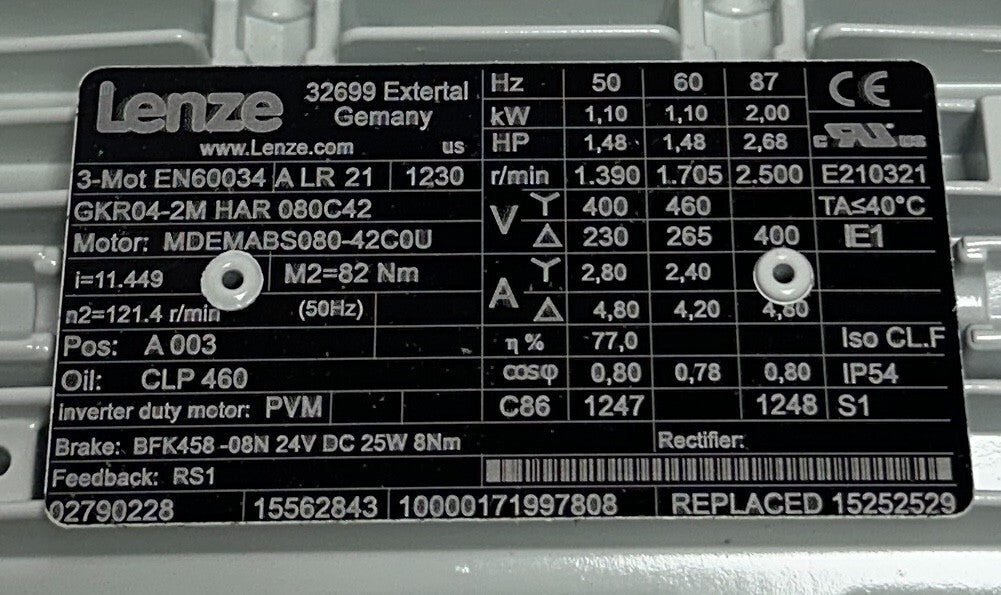 Lenze
32699 Extertal
Gemany
www.Lenze.com us
3-Mot EN60034 A LR 21 1230
GKR04-2M HAR 080C42
Motor: MDEMABS080-42C0U
i=11.449 M2=82 Nm
n2=121.4 r/min (50Hz)
Pos: A 003
Oil: CLP 460
inverter duty motor: PVM
Hz 50 60 87 CE
kW 1,10 1,10 2,00
HP 1,48 1,48 2,68 c RU us
r/min 1.390 1.705 2.500 E210321
V Y 400 460 TA≤40°C
△ 230 265 400 IE1
A Y 2,80 2,40
△ 4,80 4,20 4,80
η % 77,0 Iso CL.F
cosφ 0,80 0,78 0,80 IP54
C86 1247 1248 S1
Brake: BFK458 -08N 24V DC 25W 8Nm Rectifier:
Feedback: RS1
02790228 15562843 10000171997808 REPLACED 15252529